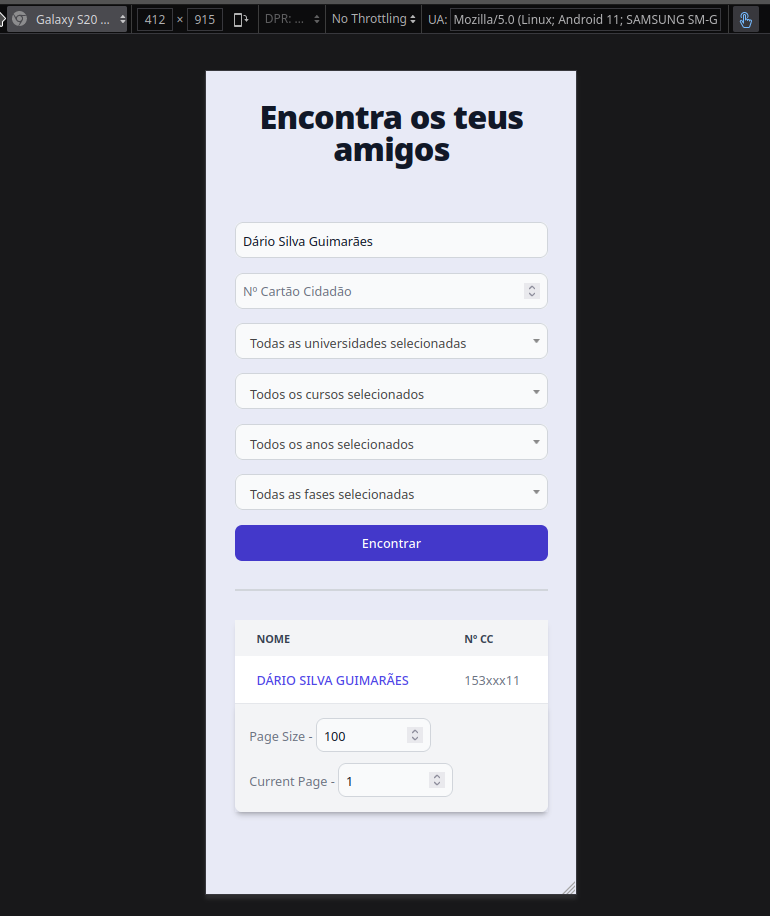 Galaxy S20 ... 412 × 915 DPR: ... No Throttling UA: Mozilla/5.0 (Linux; Android 11; SAMSUNG SM-G
Encontra os teus
amigos
Dário Silva Guimarães
Nº Cartão Cidadão
Todas as universidades selecionadas
Todos os cursos selecionados
Todos os anos selecionados
Todas as fases selecionadas
Encontrar
NOME Nº CC
DÁRIO SILVA GUIMARÃES 153xxx11
Page Size - 100
Current Page - 1